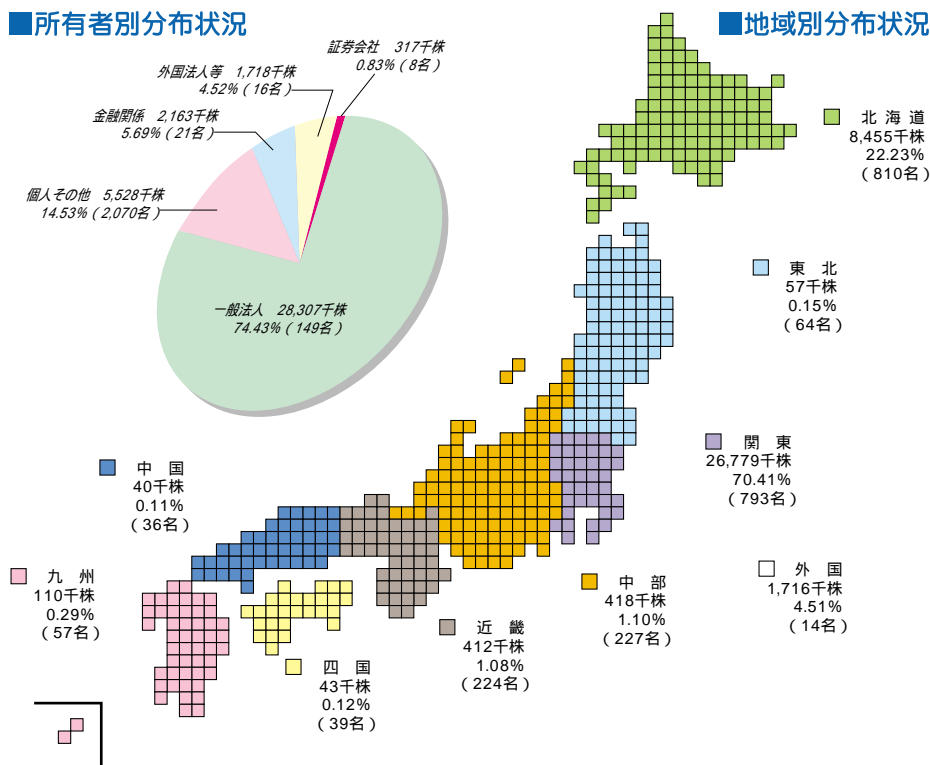 ■所有者別分布状況
証券会社 317千株
0.83%(8名)
外国法人等 1,718千株
4.52%(16名)
金融関係 2,163千株
5.69%(21名)
個人その他 5,528千株
14.53%(2,070名)
一般法人 28,307千株
74.43%(149名)
■地域別分布状況
北海道
8,455千株
22.23%
(810名)
東北
57千株
0.15%
(64名)
関東
26,779千株
70.41%
(793名)
中国
40千株
0.11%
(36名)
九州
110千株
0.29%
(57名)
四国
43千株
0.12%
(39名)
近畿
412千株
1.08%
(224名)
中部
418千株
1.10%
(227名)
外国
1,716千株
4.51%
(14名)